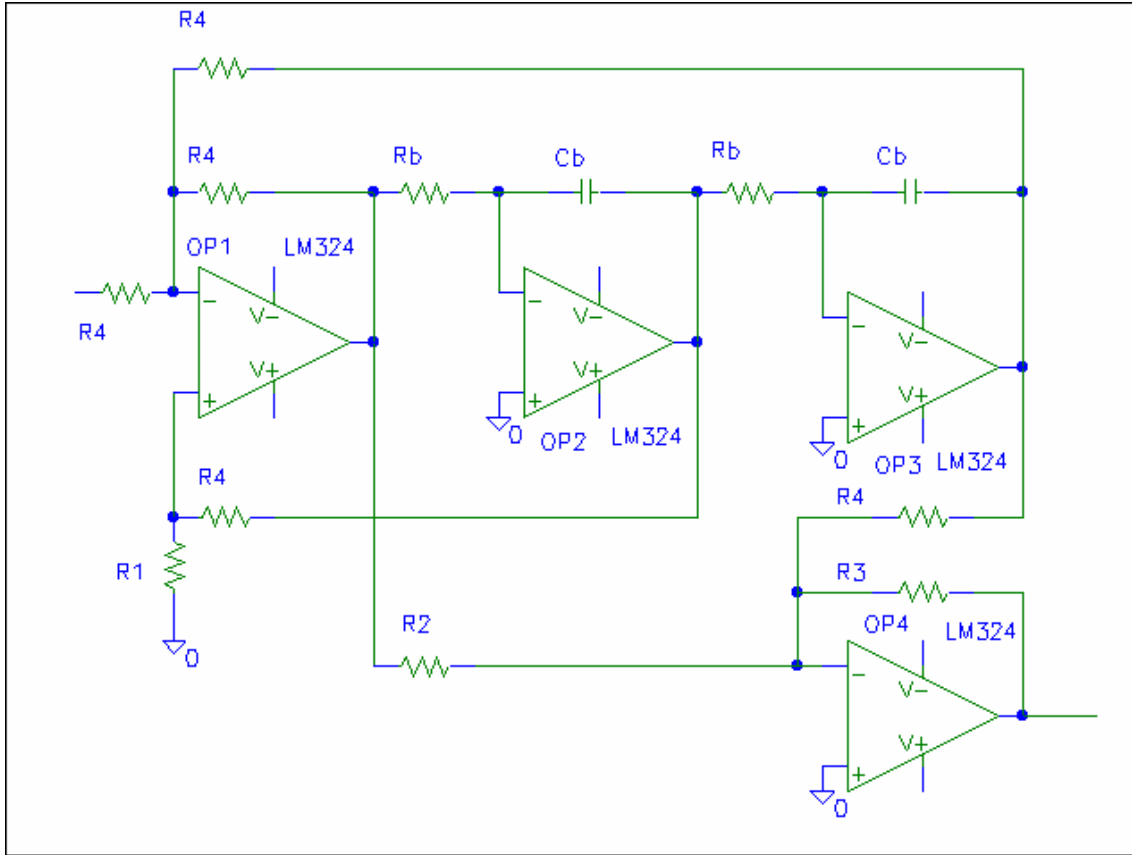 R4
R4
Rb
Cb
Rb
Cb
OP1
LM324
R4
−
V−
V+
+
−
V−
V+
+
0
OP2
LM324
−
V−
V+
+
0
OP3
LM324
R4
R1
0
R4
R3
R2
OP4
LM324
−
V−
V+
+
0